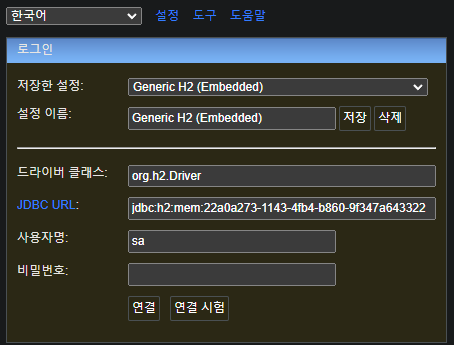 한국어 설정 도구 도움말
로그인
저장한 설정: Generic H2 (Embedded)
설정 이름: Generic H2 (Embedded) 저장 삭제
드라이버 클래스: org.h2.Driver
JDBC URL: jdbc:h2:mem:22a0a273-1143-4fb4-b860-9f347a643322
사용자명: sa
비밀번호:
연결 연결 시험